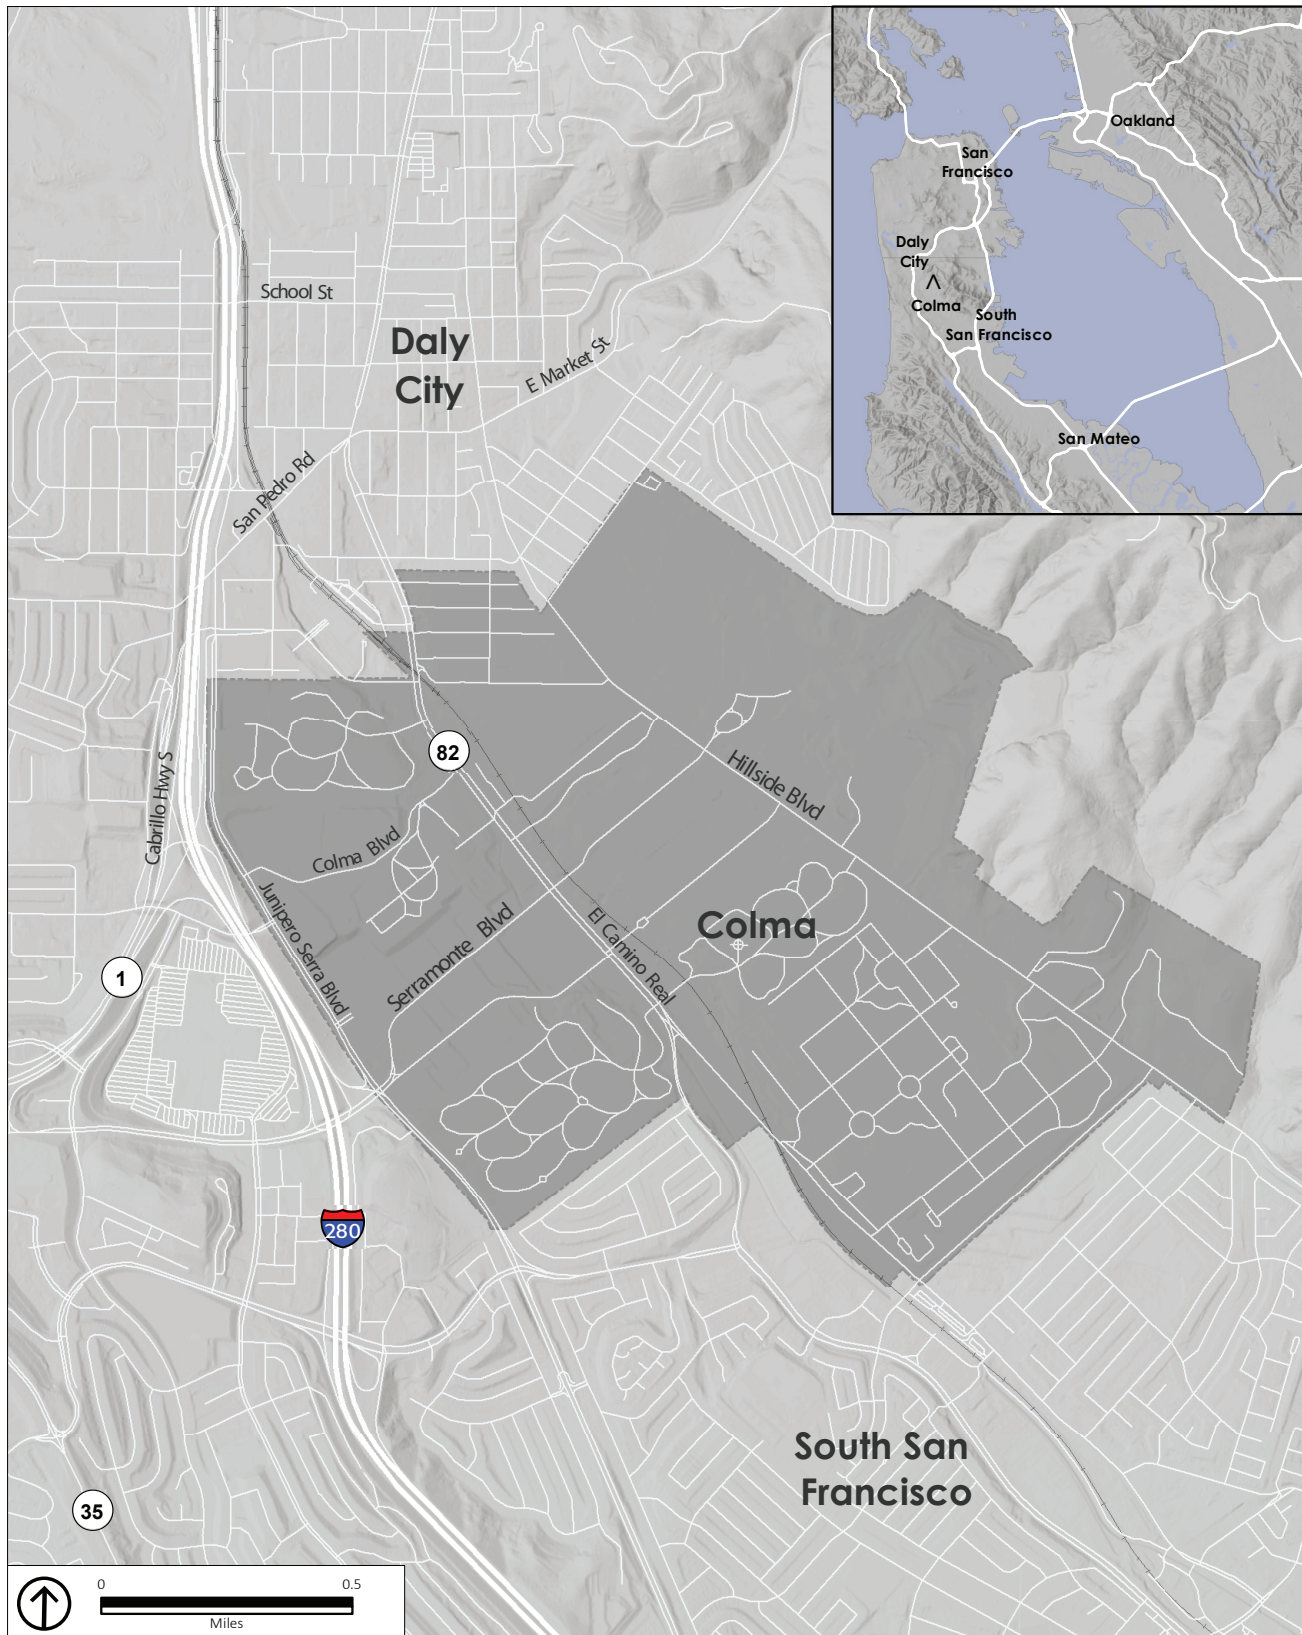 Oakland
San
Francisco
Daly
City
Colma
South
San Francisco
San Mateo
School St
Daly
City
E Market St
San Pedro Rd
82
Hillside Blvd
Cabrillo Hwy S
Colma Blvd
Junipero Serra Blvd
Serramonte Blvd
El Camino Real
Colma
1
280
South San
Francisco
35
0 0.5
Miles